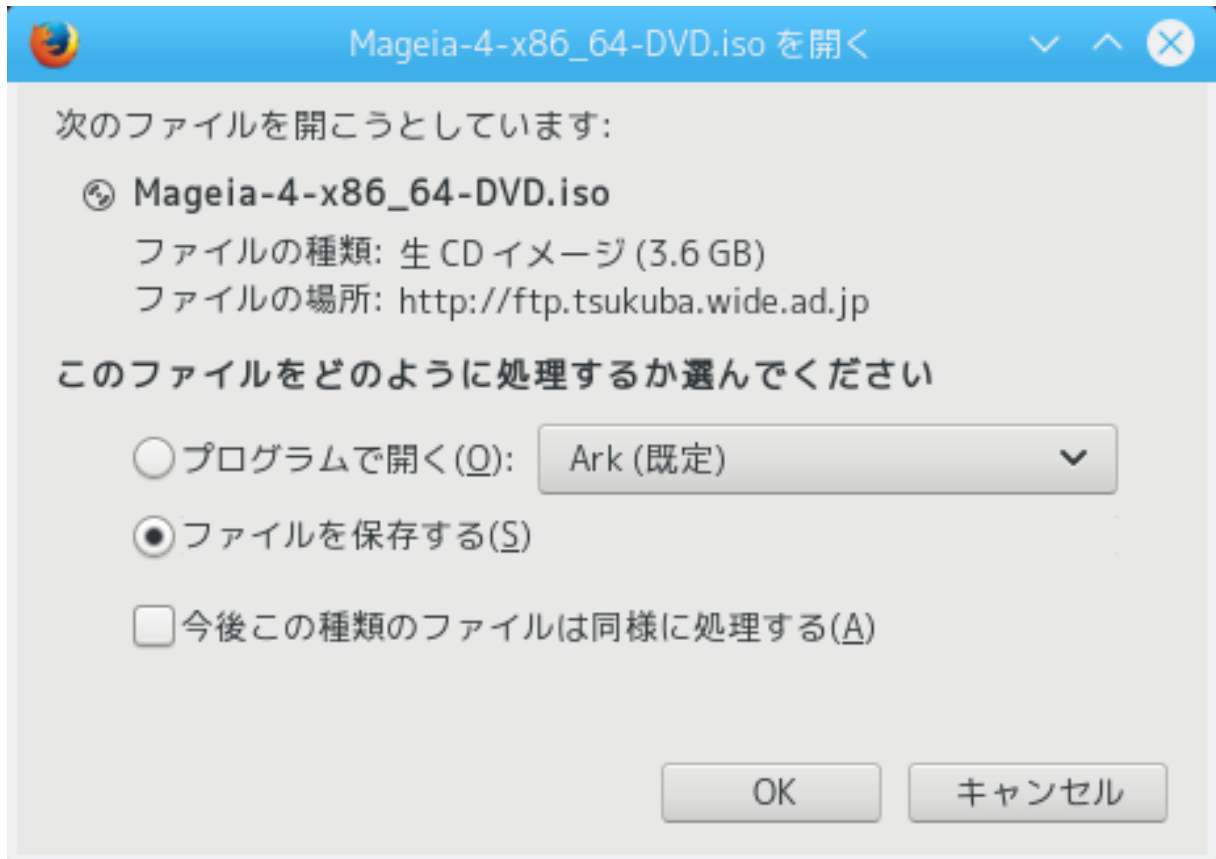 Mageia-4-x86_64-DVD.iso を開く
次のファイルを開こうとしています:
Mageia-4-x86_64-DVD.iso
ファイルの種類: 生 CD イメージ (3.6 GB)
ファイルの場所: http://ftp.tsukuba.wide.ad.jp
このファイルをどのように処理するか選んでください
プログラムで開く(O): Ark (既定)
ファイルを保存する(S)
今後この種類のファイルは同様に処理する(A)
OK キャンセル